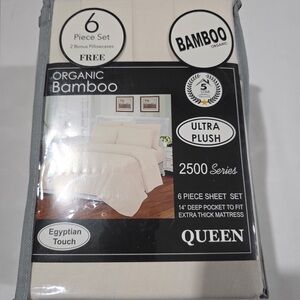 6
Piece Set
2 Bonus Pillowcases
FREE
BAMBOO
ORGANIC
ORGANIC
Bamboo
5
ULTRA
PLUSH
2500 Series
6 PIECE SHEET SET
14" DEEP POCKET TO FIT
EXTRA THICK MATTRESS
Egyptian
Touch
QUEEN